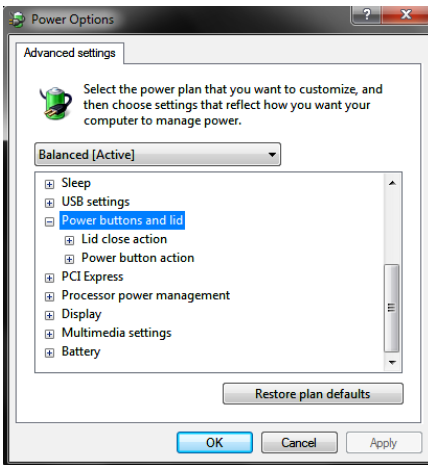 Power Options
?
Advanced settings
Select the power plan that you want to customize, and
then choose settings that reflect how you want your
computer to manage power.
Balanced [Active]
Sleep
USB settings
Power buttons and lid
Lid close action
Power button action
PCI Express
Processor power management
Display
Multimedia settings
Battery
Restore plan defaults
OK
Cancel
Apply